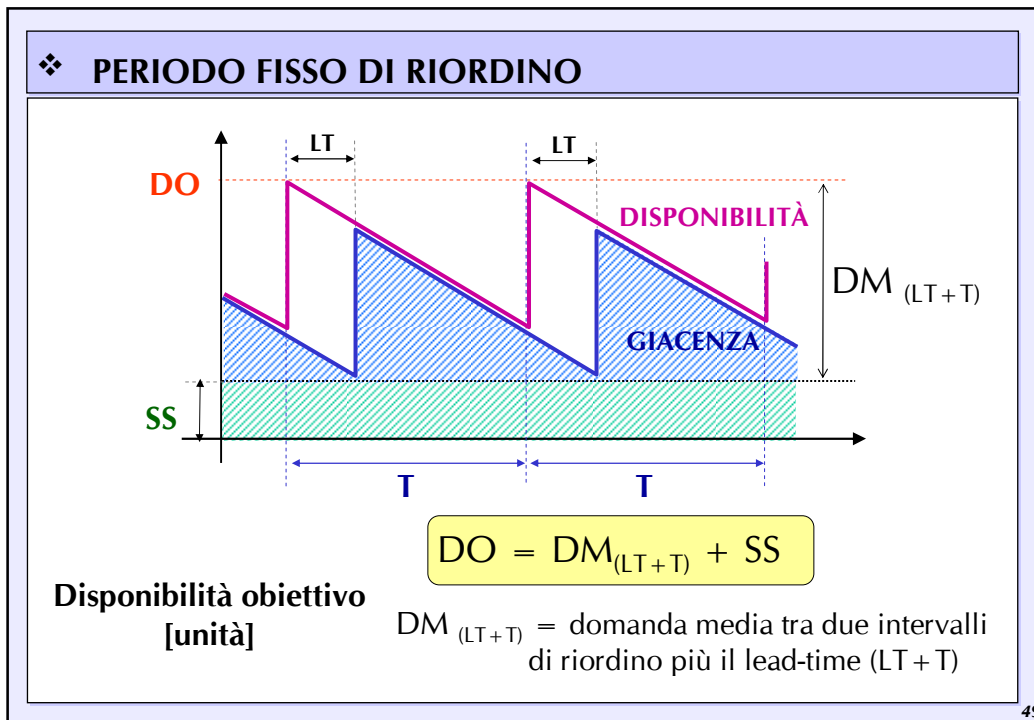 ❖ PERIODO FISSO DI RIORDINO
LT LT
DO
DISPONIBILITÀ
DM (LT+T)
GIACENZA
SS
T T
DO = DM(LT+T) + SS
Disponibilità obiettivo
[unità]
DM (LT+T) = domanda media tra due intervalli
di riordino più il lead-time (LT+T)